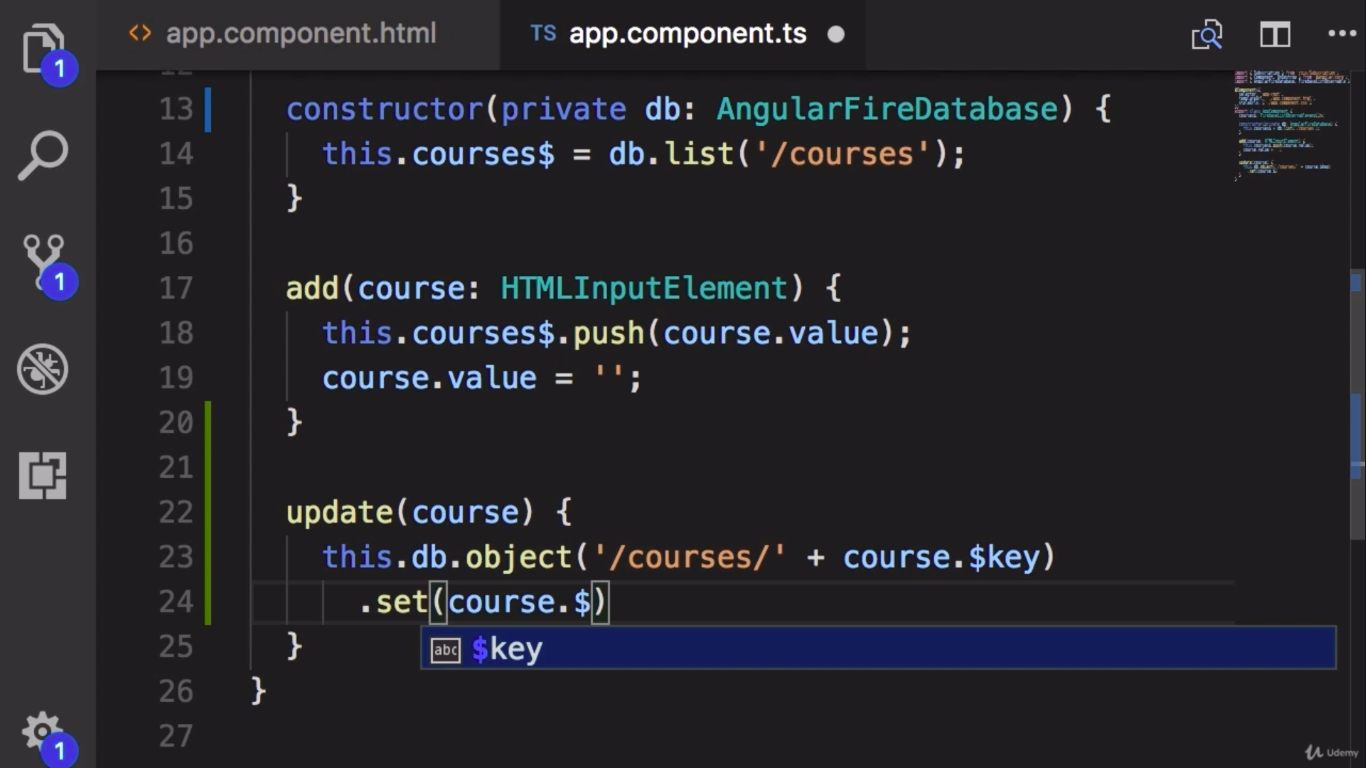 app.component.html
TS app.component.ts
1
1
1
13 constructor(private db: AngularFireDatabase) {
14 this.courses$ = db.list('/courses');
15 }
16
17 add(course: HTMLInputElement) {
18 this.courses$.push(course.value);
19 course.value = '';
20 }
21
22 update(course) {
23 this.db.object('/courses/' + course.$key)
24 .set(course.$)
abc $key
25 }
26 }
27
Udemy